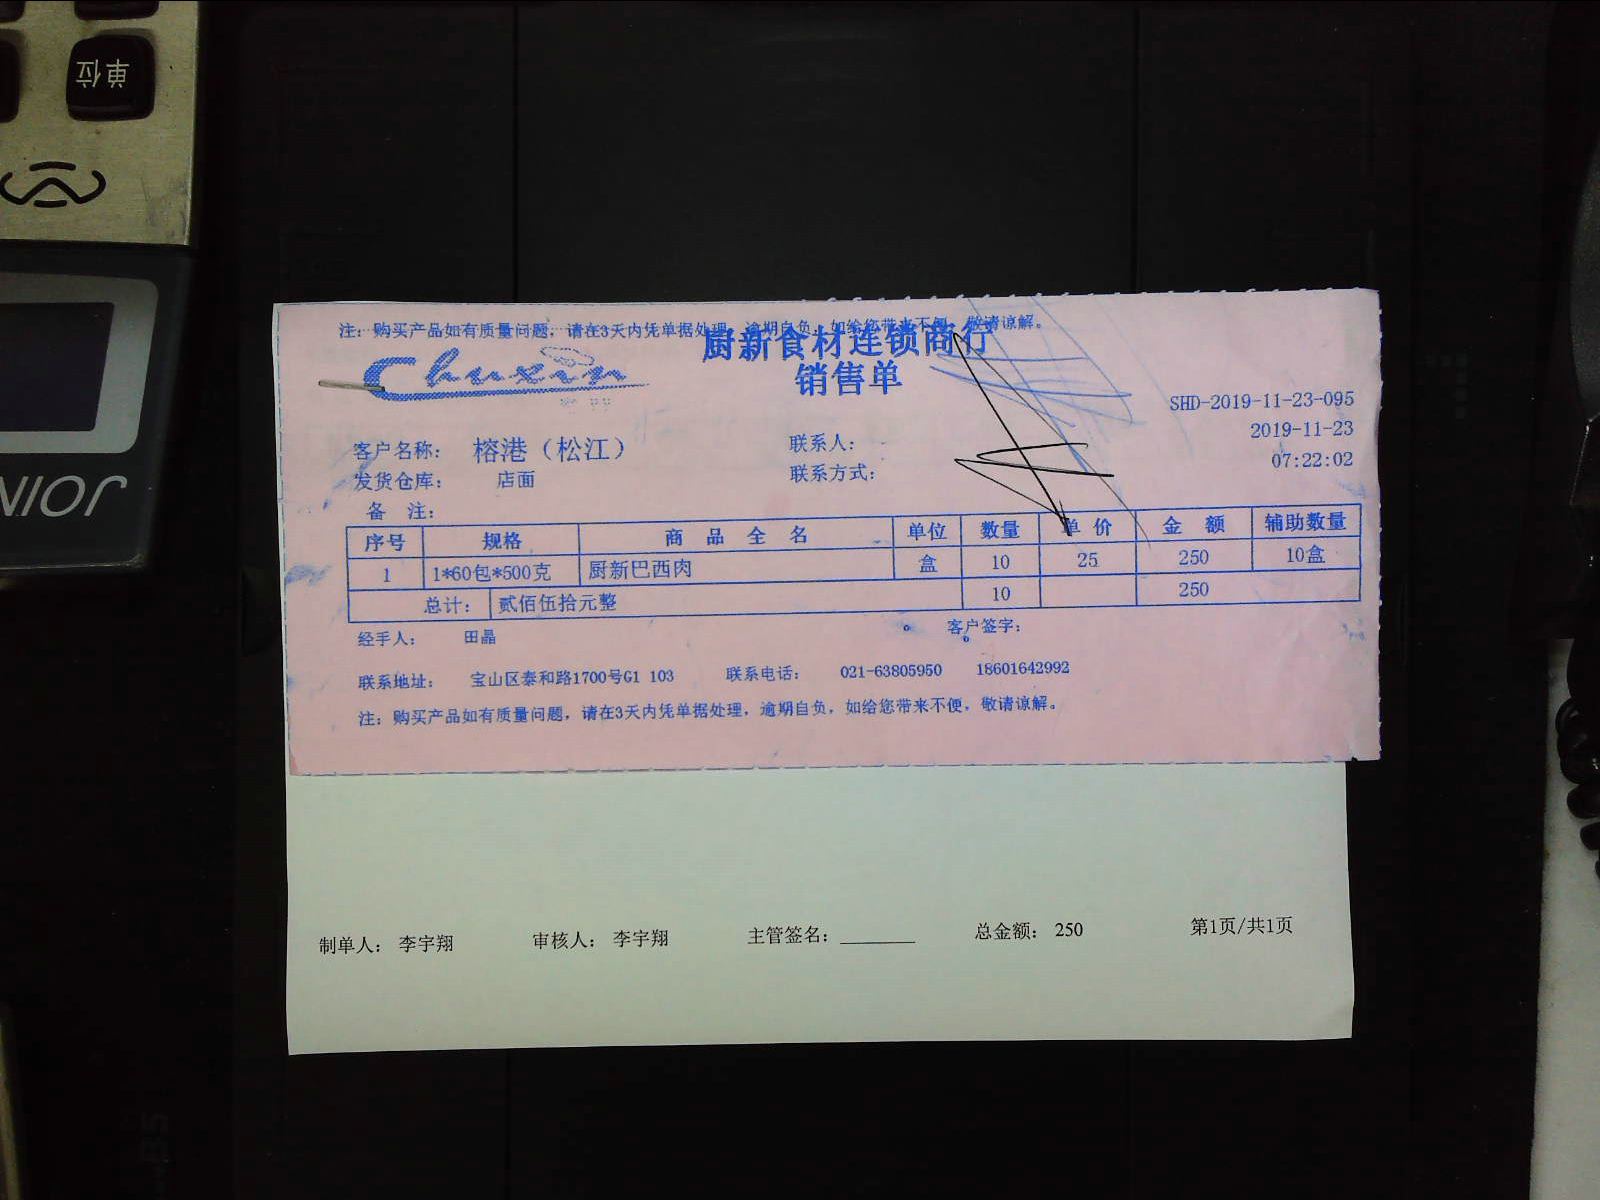 单位
JOIN
注：购买产品如有质量问题，请在3天内凭单据处理，逾期自负，如给您带来不便，敬请谅解。
Chuxin
厨新食材连锁商行
销售单
SHD-2019-11-23-095
2019-11-23
07:22:02
客户名称： 榕港（松江） 联系人：
发货仓库： 店面 联系方式：
备 注：
序号 规格 商 品 全 名 单位 数量 单 价 金 额 辅助数量
1 1*60包*500克 厨新巴西肉 盒 10 25 250 10盒
总计： 贰佰伍拾元整 10 250
经手人： 田晶 客户签字：
联系地址： 宝山区泰和路1700号G1 103 联系电话： 021-63805950 18601642992
注：购买产品如有质量问题，请在3天内凭单据处理，逾期自负，如给您带来不便，敬请谅解。
制单人： 李宇翔 审核人： 李宇翔 主管签名：_______ 总金额： 250 第1页/共1页